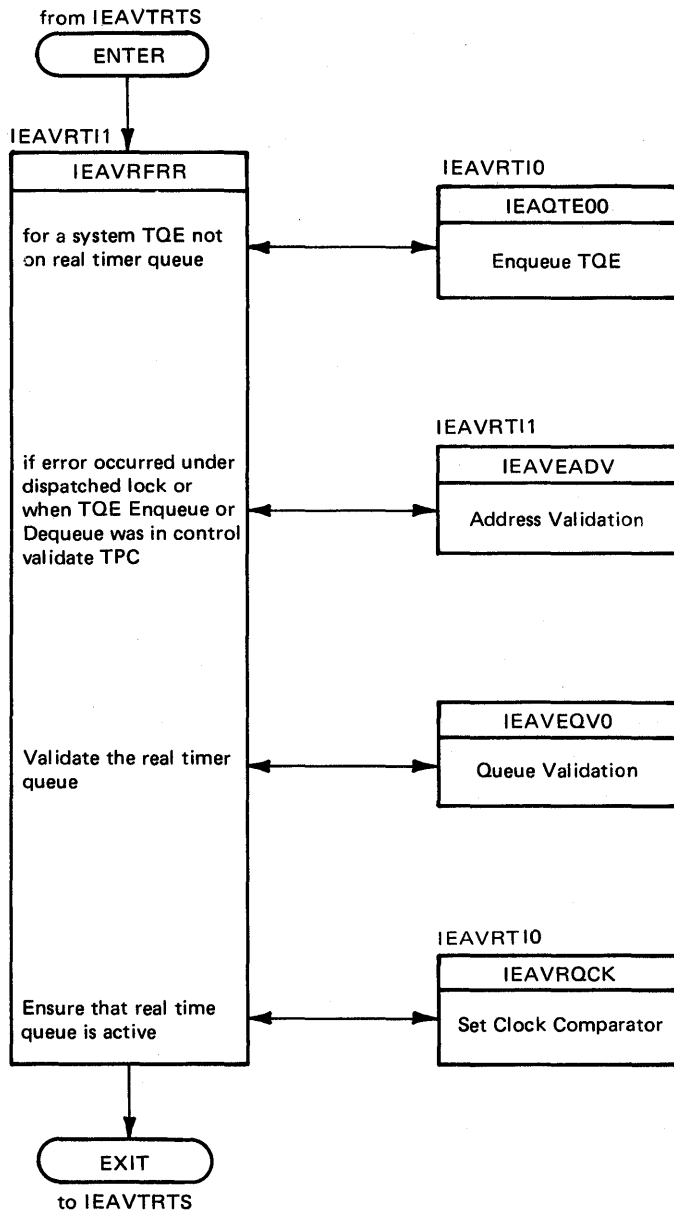 from IEAVTRTS
ENTER
IEAVRTI1
IEAVRFRR
for a system TQE not
on real timer queue
IEAVRTI0
IEAQTE00
Enqueue TQE
if error occurred under
dispatched lock or
when TQE Enqueue or
Dequeue was in control
validate TPC
IEAVRTI1
IEAVEADV
Address Validation
Validate the real timer
queue
IEAVEQV0
Queue Validation
Ensure that real time
queue is active
IEAVRTI0
IEAVRQCK
Set Clock Comparator
EXIT
to IEAVTRTS